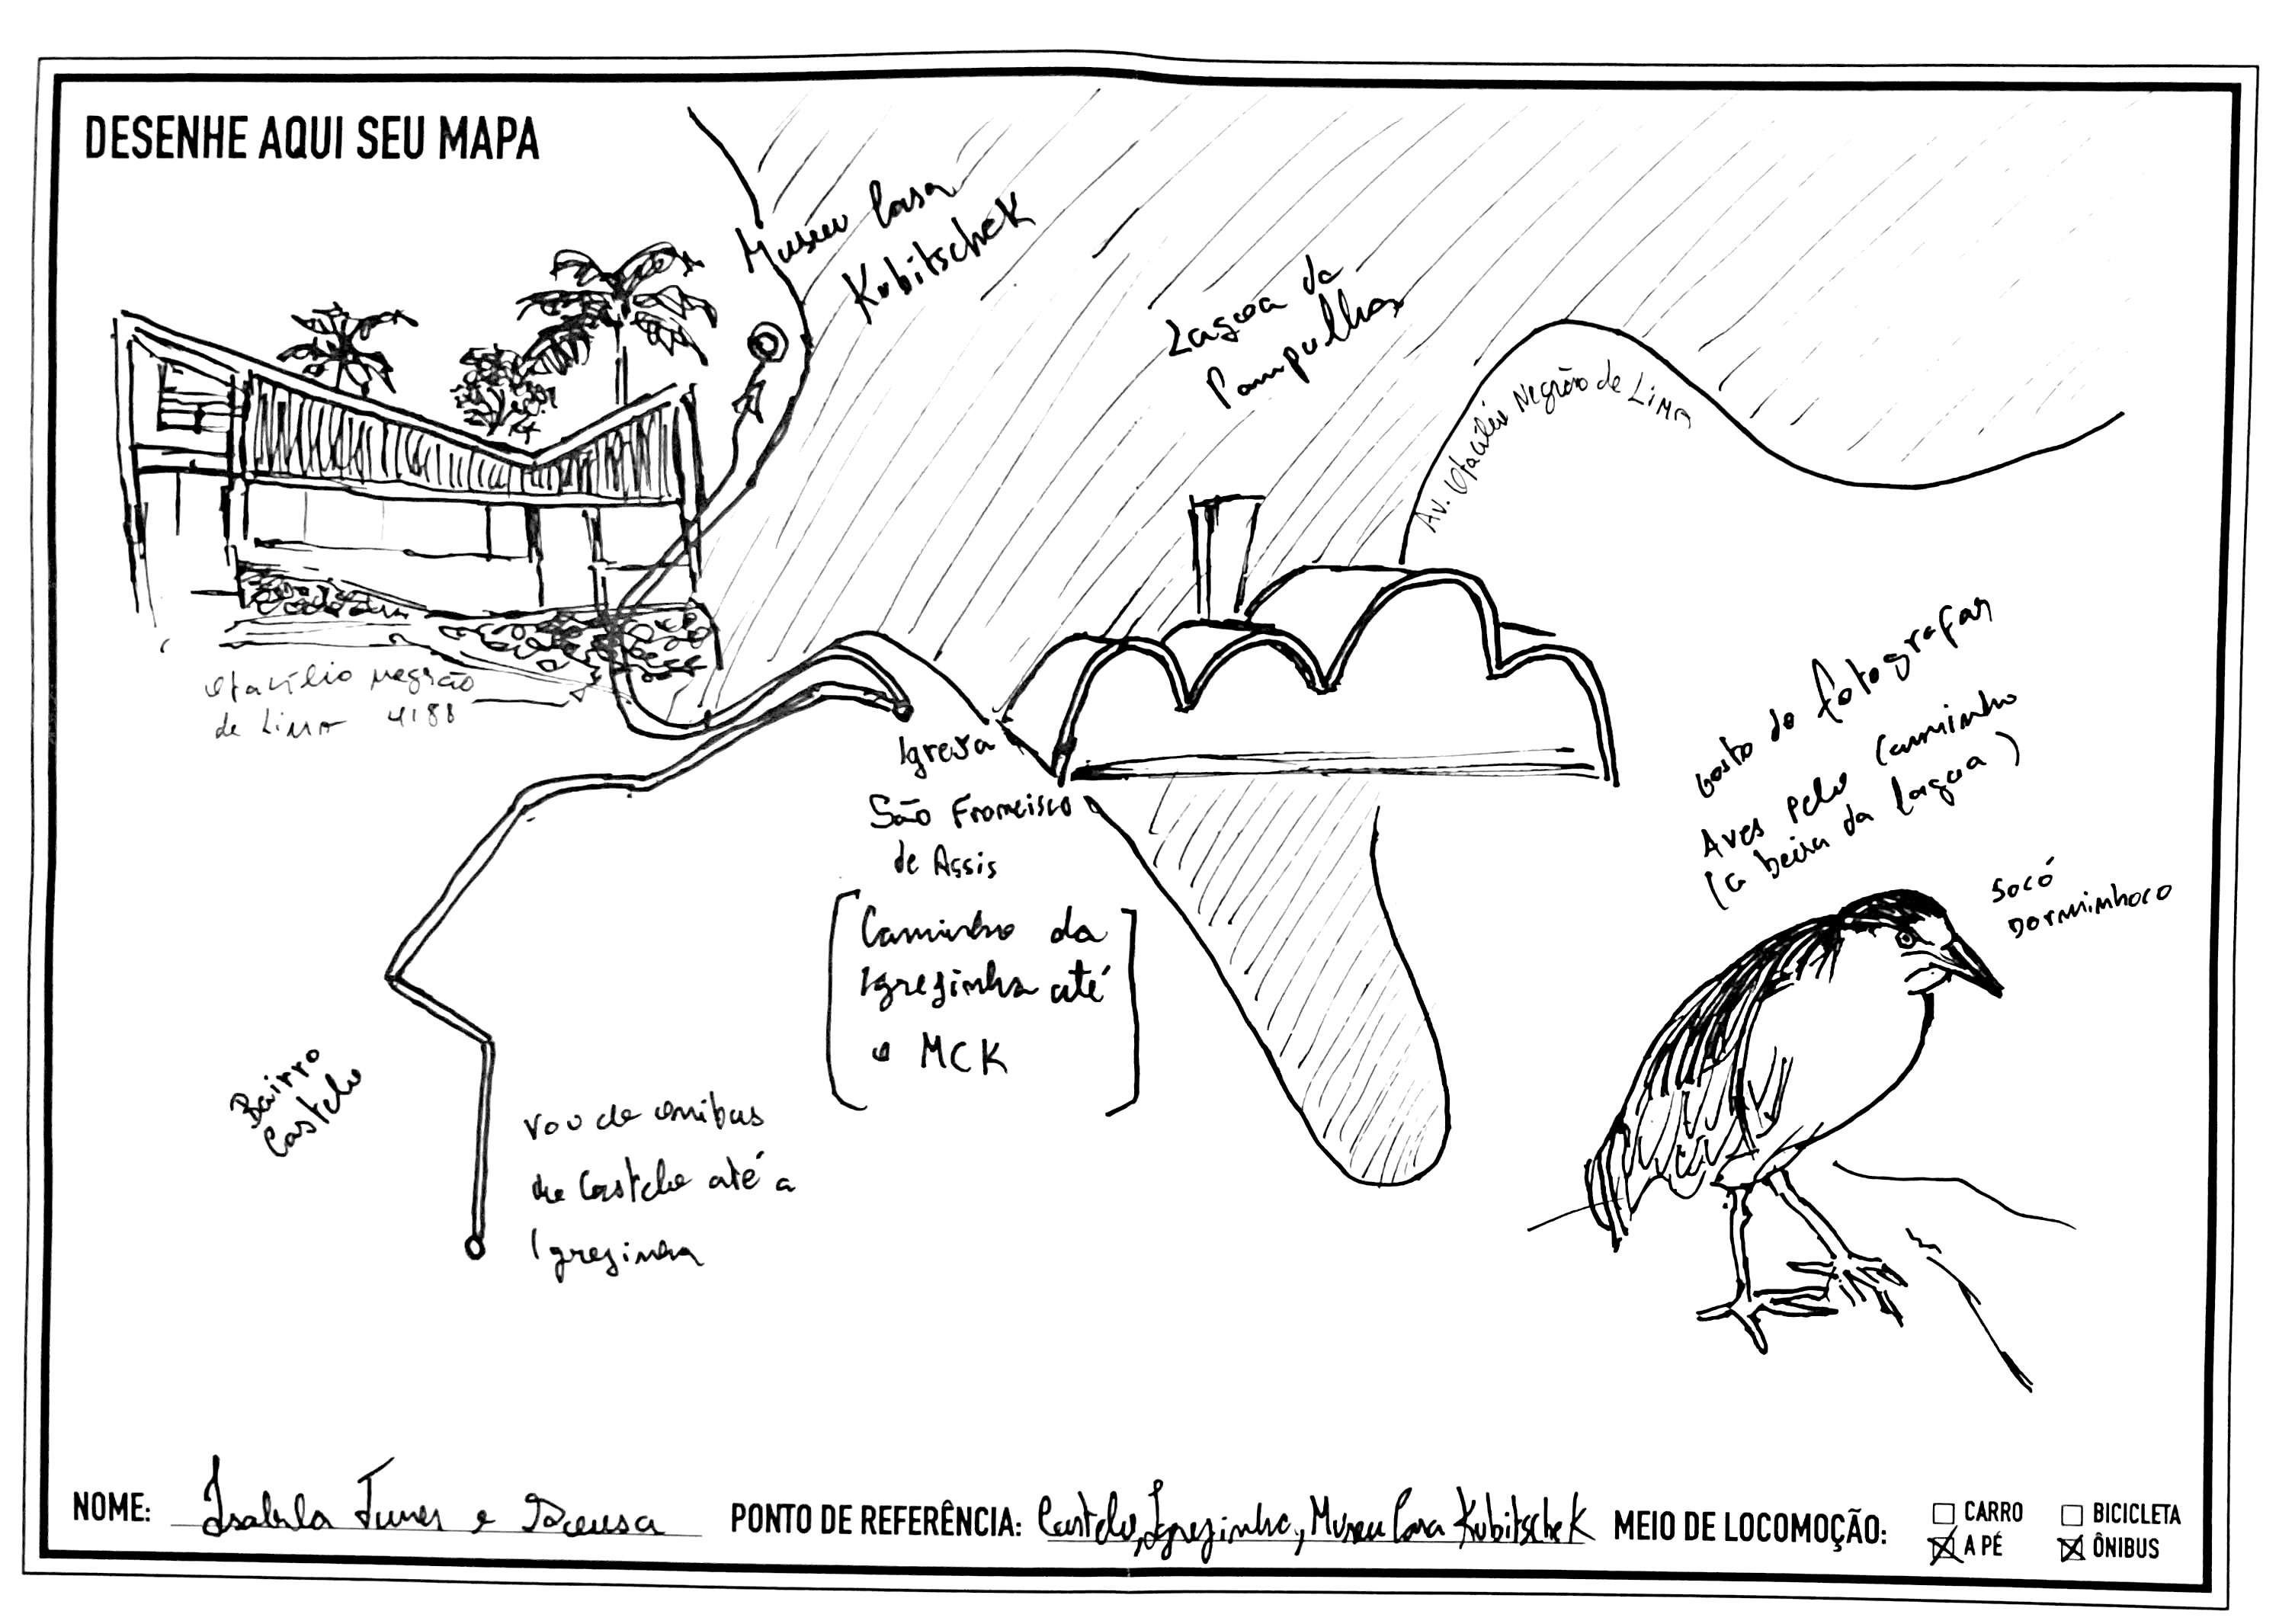 DESENHE AQUI SEU MAPA
Museu Casa
Kubitschek
Lagoa da
Pampulha
Av. Otacílio Negrão de Lima
Otacílio Negrão
de Lima 4188
Igreja
São Francisco
de Assis
Caminho da
Igrejinha até
o MCK
Gosto de fotografar
Aves pelo caminho
(a beira da lagoa)
Socó
Dorminhoco
Bairro
Castelo
Vou de onibus
do Castelo até a
Igrejinha
NOME: Isabela Tunes e
PONTO DE REFERÊNCIA: Castelo, Igrejinha, Museu Casa Kubitschek
MEIO DE LOCOMOÇÃO:
CARRO
BICICLETA
A PÉ
ÔNIBUS